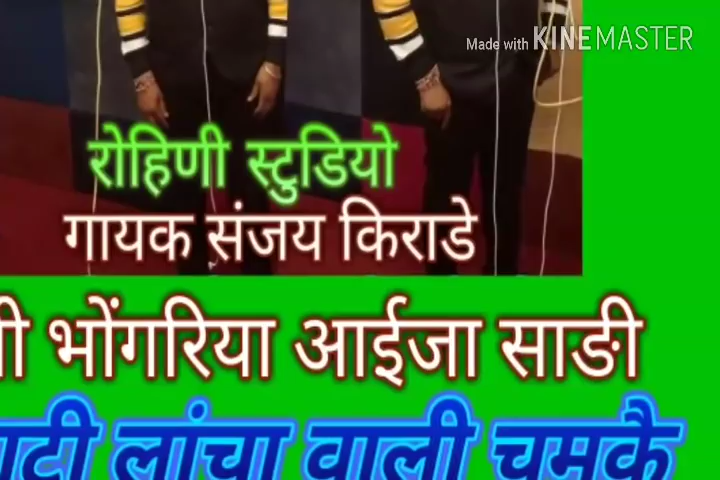 Made with KINEMASTER
रोहिणी स्टुडियो
गायक संजय किराडे
भोंगरिया आईजा साङी
लांचा वाली चमकै